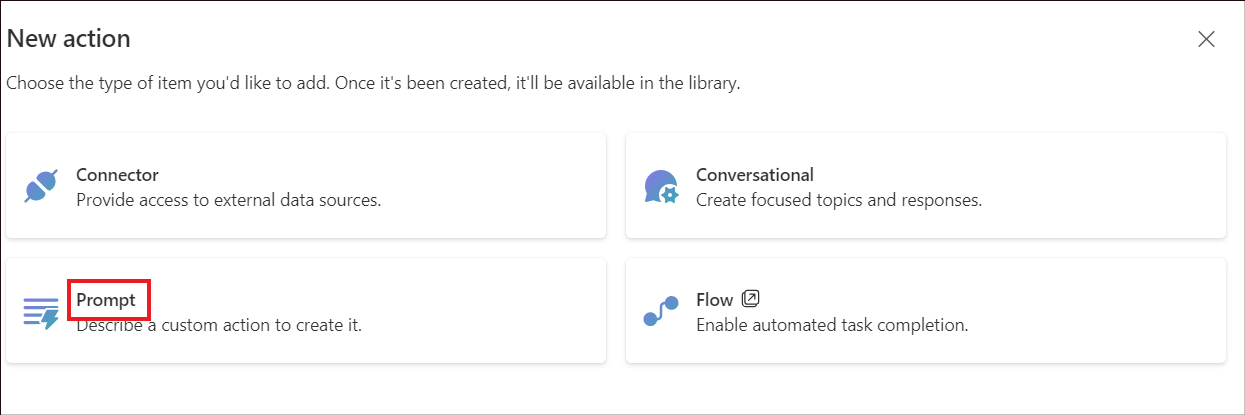 New action
Choose the type of item you'd like to add. Once it's been created, it'll be available in the library.
Connector
Provide access to external data sources.
Conversational
Create focused topics and responses.
Prompt
Describe a custom action to create it.
Flow
Enable automated task completion.